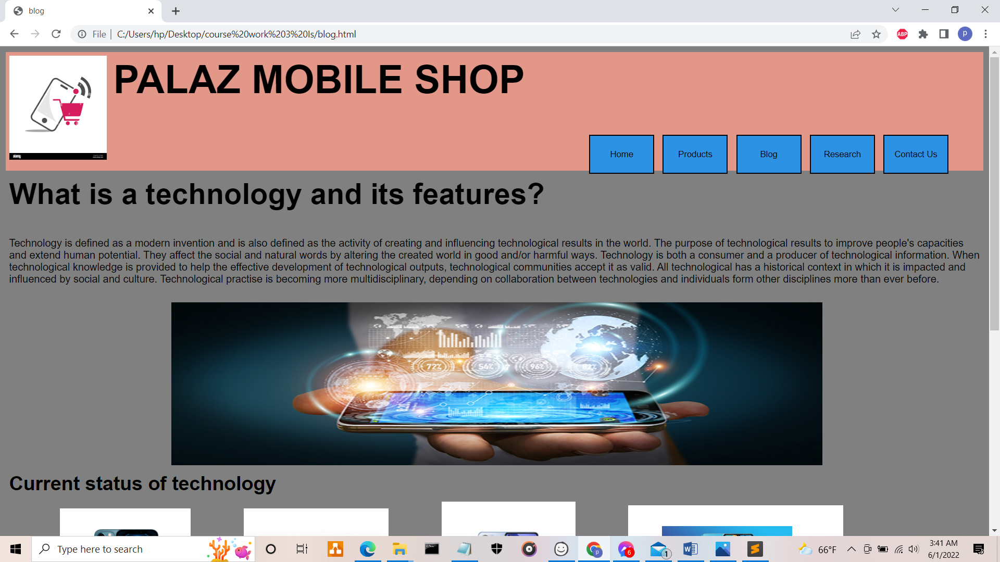 blog
File
C:/Users/hp/Desktop/course%20work%203%20Is/blog.html
ABP
p
alamy
PALAZ MOBILE SHOP
Home
Products
Blog
Research
Contact Us
What is a technology and its features?
Technology is defined as a modern invention and is also defined as the activity of creating and influencing technological results in the world. The purpose of technological results to improve people's capacities
and extend human potential. They affect the social and natural words by altering the created world in good and/or harmful ways. Technology is both a consumer and a producer of technological information. When
technological knowledge is provided to help the effective development of technological outputs, technological communities accept it as valid. All technological has a historical context in which it is impacted and
influenced by social and culture. Technological practise is becoming more multidisciplinary, depending on collaboration between technologies and individuals form other disciplines more than ever before.
72%
54%
96%
82%
Current status of technology
Type here to search
p
6
1
66°F
3:41 AM
6/1/2022